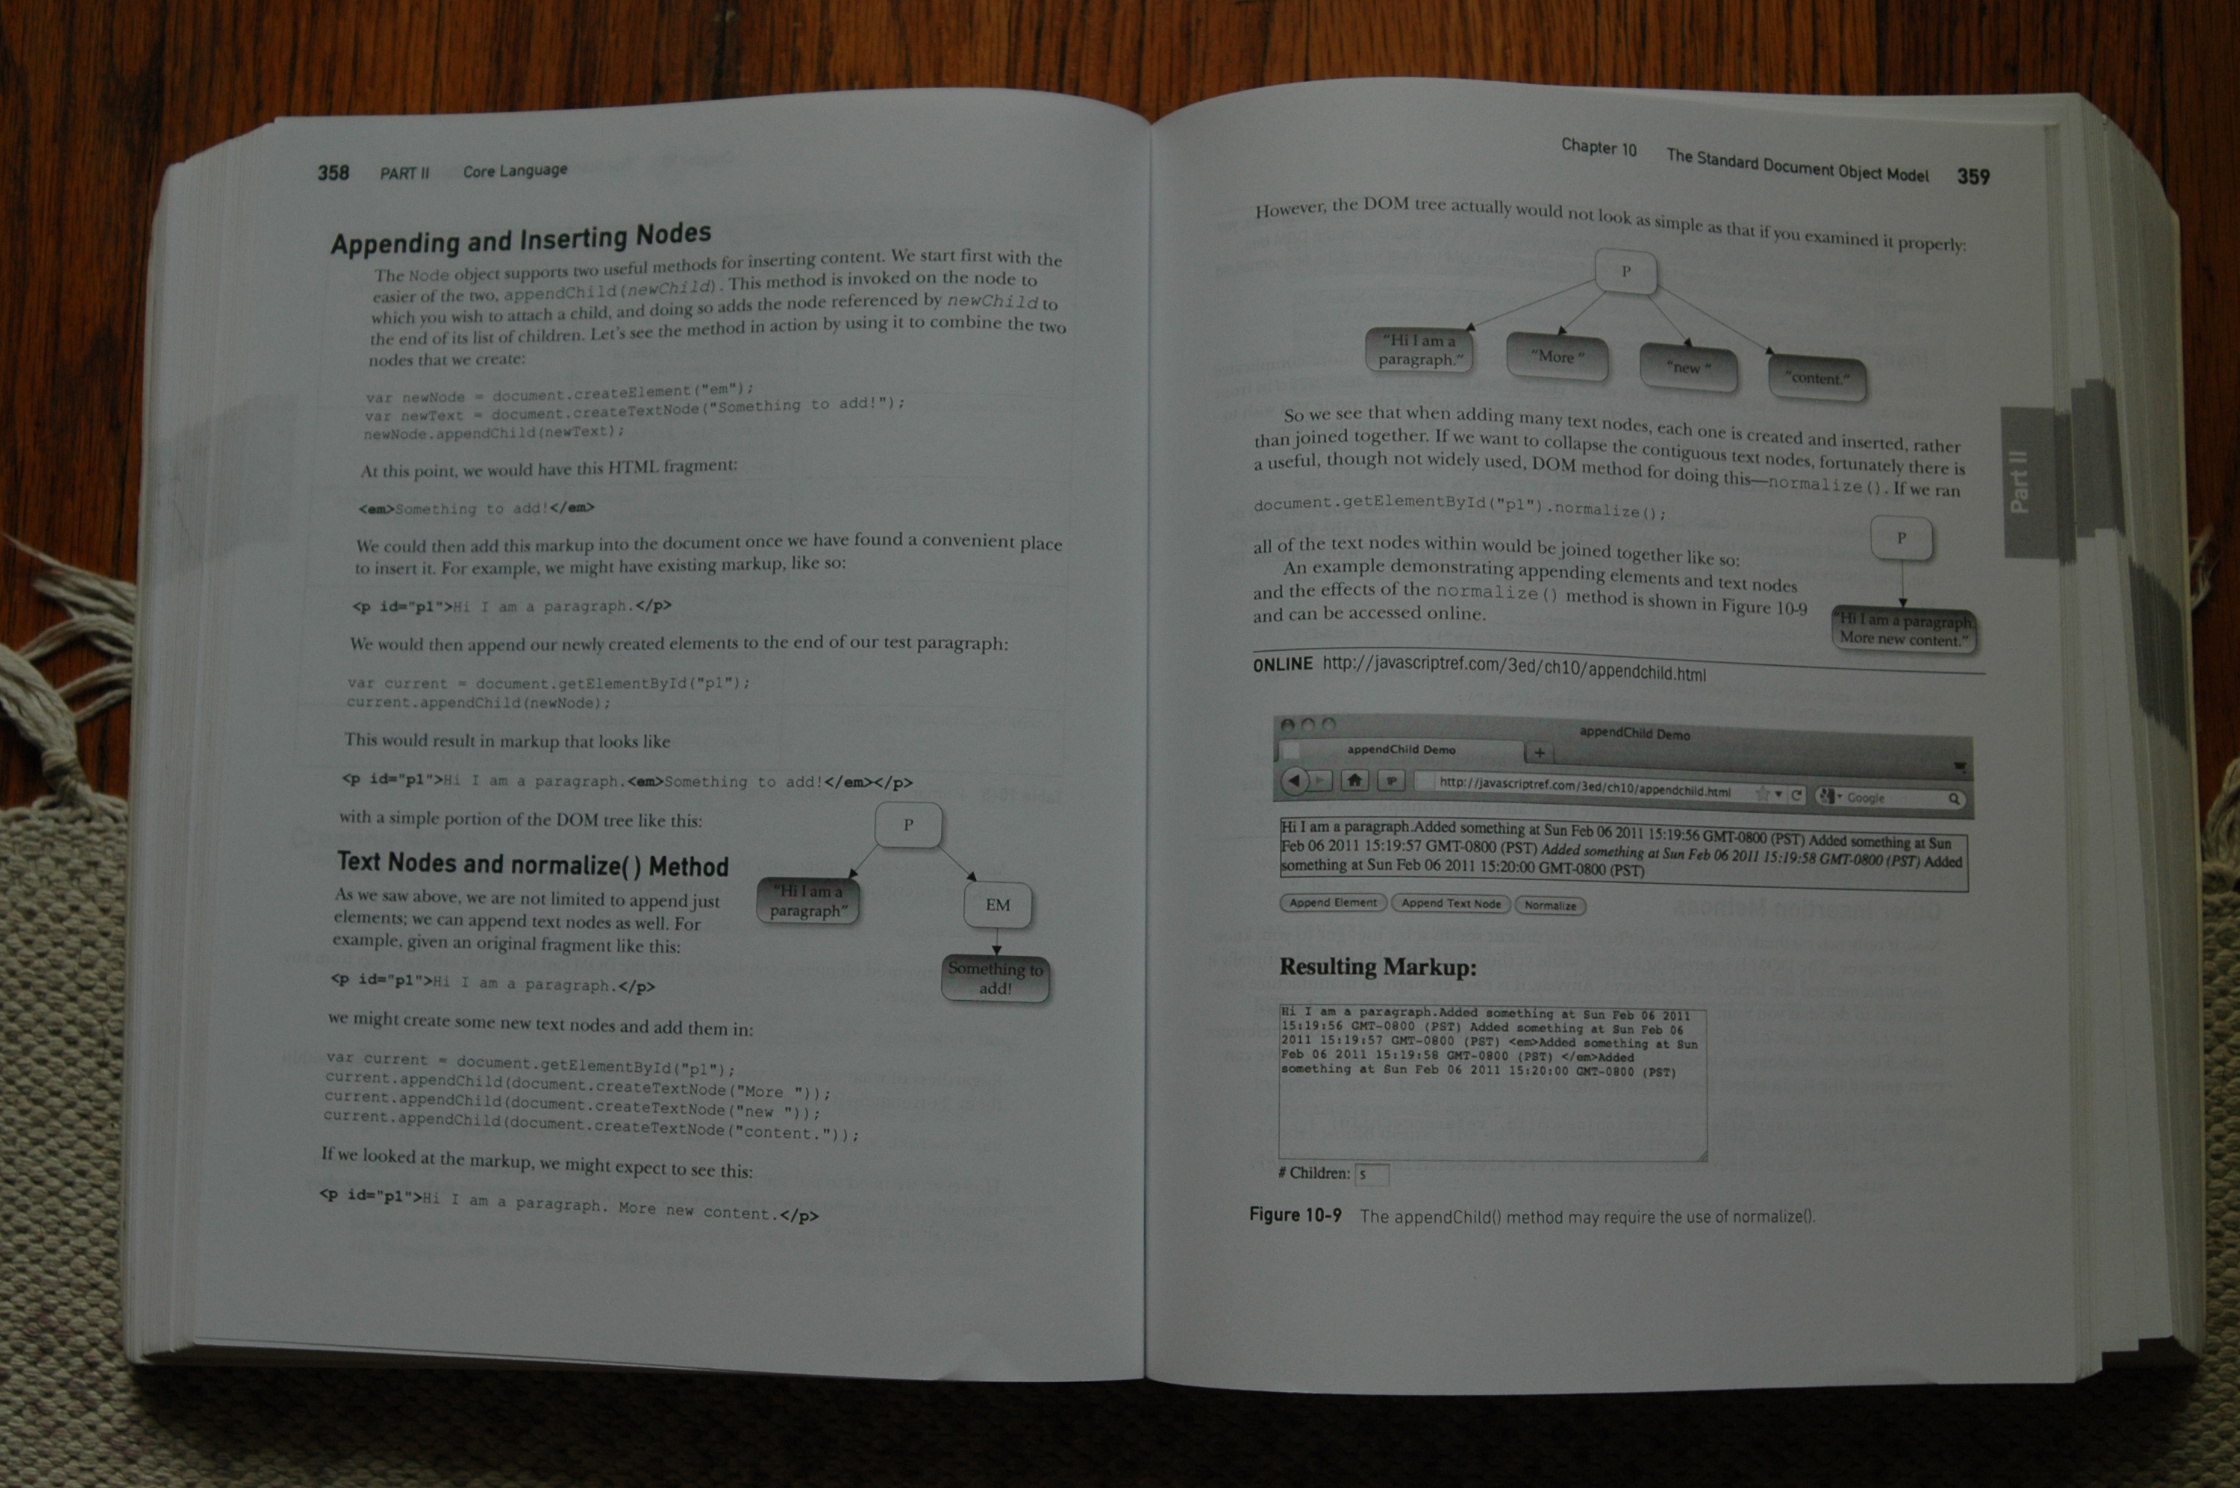 358 PART II Core Language
Appending and Inserting Nodes
The Node object supports two useful methods for inserting content. We start first with the
easier of the two, appendChild(newChild). This method is invoked on the node to
which you wish to attach a child, and doing so adds the node referenced by newChild to
the end of its list of children. Let's see the method in action by using it to combine the two
nodes that we create:
var newNode = document.createElement("em");
var newText = document.createTextNode("Something to add!");
newNode.appendChild(newText);
At this point, we would have this HTML fragment:
<em>Something to add!</em>
We could then add this markup into the document once we have found a convenient place
to insert it. For example, we might have existing markup, like so:
<p id="p1">Hi I am a paragraph.</p>
We would then append our newly created elements to the end of our test paragraph:
var current = document.getElementById("p1");
current.appendChild(newNode);
This would result in markup that looks like
<p id="p1">Hi I am a paragraph.<em>Something to add!</em></p>
with a simple portion of the DOM tree like this:
P
"Hi I am a
paragraph"
EM
Something to
add!
Text Nodes and normalize( ) Method
As we saw above, we are not limited to append just
elements; we can append text nodes as well. For
example, given an original fragment like this:
<p id="p1">Hi I am a paragraph.</p>
we might create some new text nodes and add them in:
var current = document.getElementById("p1");
current.appendChild(document.createTextNode("More "));
current.appendChild(document.createTextNode("new "));
current.appendChild(document.createTextNode("content."));
If we looked at the markup, we might expect to see this:
<p id="p1">Hi I am a paragraph. More new content.</p>
Chapter 10 The Standard Document Object Model 359
However, the DOM tree actually would not look as simple as that if you examined it properly:
P
"Hi I am a
paragraph."
"More "
"new "
"content."
Part II
So we see that when adding many text nodes, each one is created and inserted, rather
than joined together. If we want to collapse the contiguous text nodes, fortunately there is
a useful, though not widely used, DOM method for doing this—normalize(). If we ran
document.getElementById("p1").normalize();
all of the text nodes within would be joined together like so:
An example demonstrating appending elements and text nodes
and the effects of the normalize() method is shown in Figure 10-9
and can be accessed online.
P
"Hi I am a paragraph.
More new content."
ONLINE http://javascriptref.com/3ed/ch10/appendchild.html
appendChild Demo
appendChild Demo +
http://javascriptref.com/3ed/ch10/appendchild.html Google
Hi I am a paragraph.Added something at Sun Feb 06 2011 15:19:56 GMT-0800 (PST) Added something at Sun
Feb 06 2011 15:19:57 GMT-0800 (PST) Added something at Sun Feb 06 2011 15:19:58 GMT-0800 (PST) Added
something at Sun Feb 06 2011 15:20:00 GMT-0800 (PST)
Append Element Append Text Node Normalize
Resulting Markup:
Hi I am a paragraph.Added something at Sun Feb 06 2011
15:19:56 GMT-0800 (PST) Added something at Sun Feb 06
2011 15:19:57 GMT-0800 (PST) <em>Added something at Sun
Feb 06 2011 15:19:58 GMT-0800 (PST) </em>Added
something at Sun Feb 06 2011 15:20:00 GMT-0800 (PST)
# Children: 5
Figure 10-9 The appendChild() method may require the use of normalize().